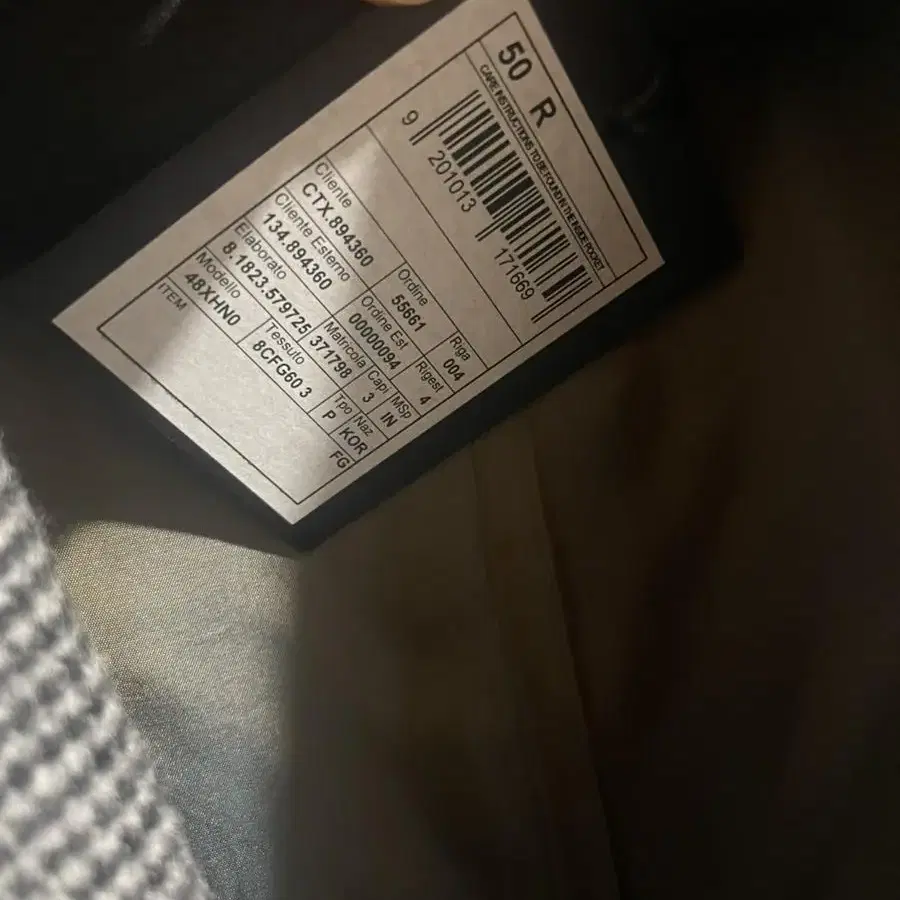 50 R
CARE INSTRUCTIONS TO BE FOUND IN THE INSIDE POCKET
9 201013 171669
Cliente
CTX.894360
Ordine
55661
Riga
004
Cliente Esterno
134.894360
Ordine Est
00000094
Rigest
4
Elaborato
8.1823.579725
Matricola
371798
Capi
3
MSp
IN
Modello
48XHN0
Tessuto
8CFG60 3
Tpo
P
Naz
KOR
ITEM
FG